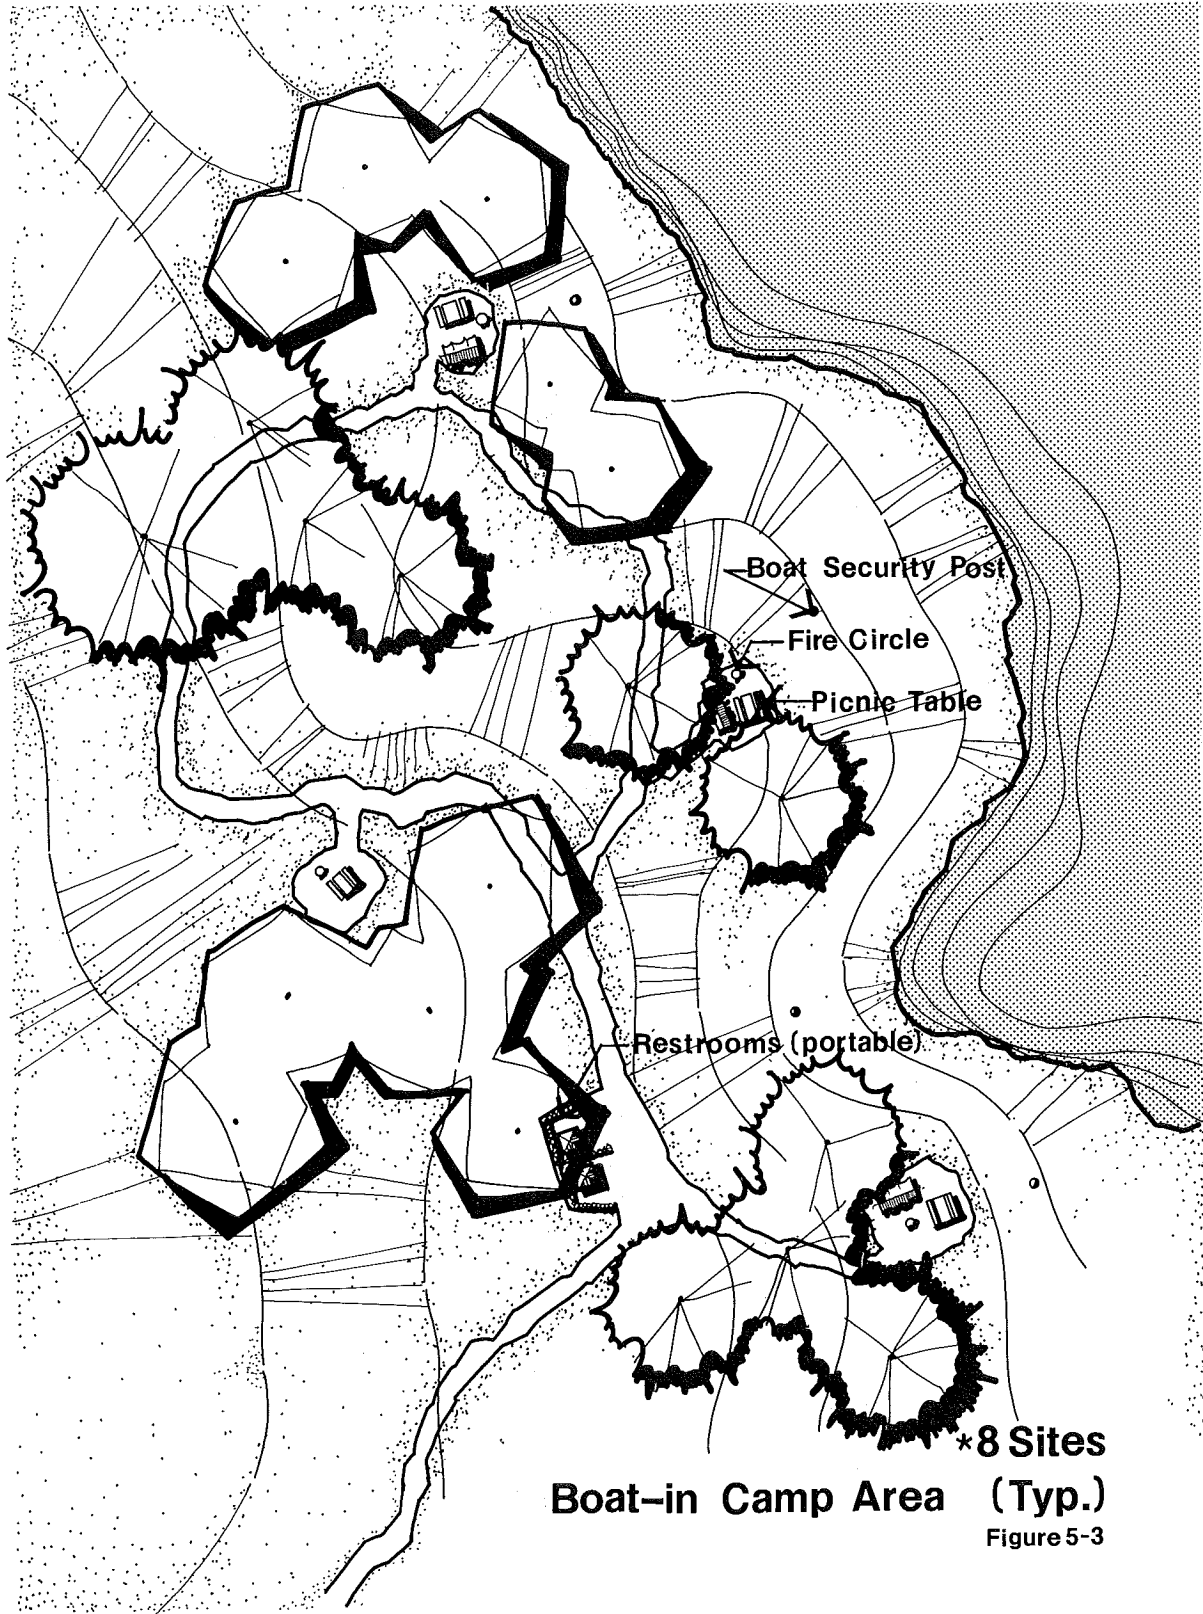 Boat Security Post
Fire Circle
Picnic Table
Restrooms (portable)
*8 Sites
Boat-in Camp Area (Typ.)
Figure 5-3